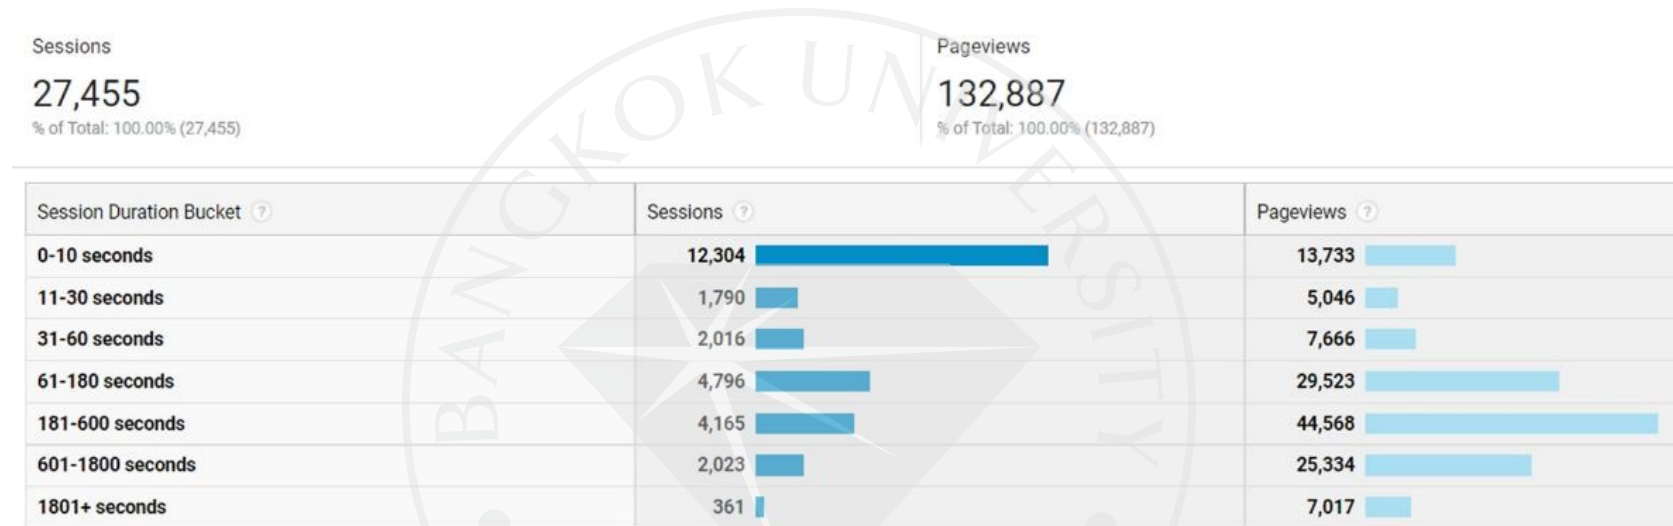 Sessions Pageviews
27,455 132,887
% of Total: 100.00% (27,455) % of Total: 100.00% (132,887)
Session Duration Bucket ? Sessions ? Pageviews ?
0-10 seconds 12,304 13,733
11-30 seconds 1,790 5,046
31-60 seconds 2,016 7,666
61-180 seconds 4,796 29,523
181-600 seconds 4,165 44,568
601-1800 seconds 2,023 25,334
1801+ seconds 361 7,017
BANGKOK UNIVERSITY